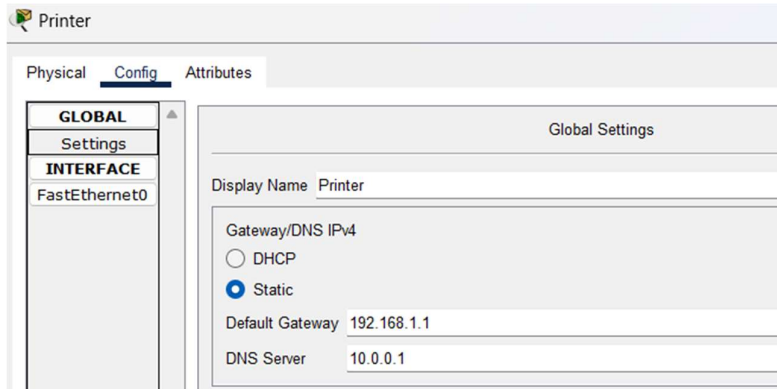 Printer
Physical Config Attributes
GLOBAL
Settings
INTERFACE
FastEthernet0
Global Settings
Display Name Printer
Gateway/DNS IPv4
DHCP
Static
Default Gateway 192.168.1.1
DNS Server 10.0.0.1